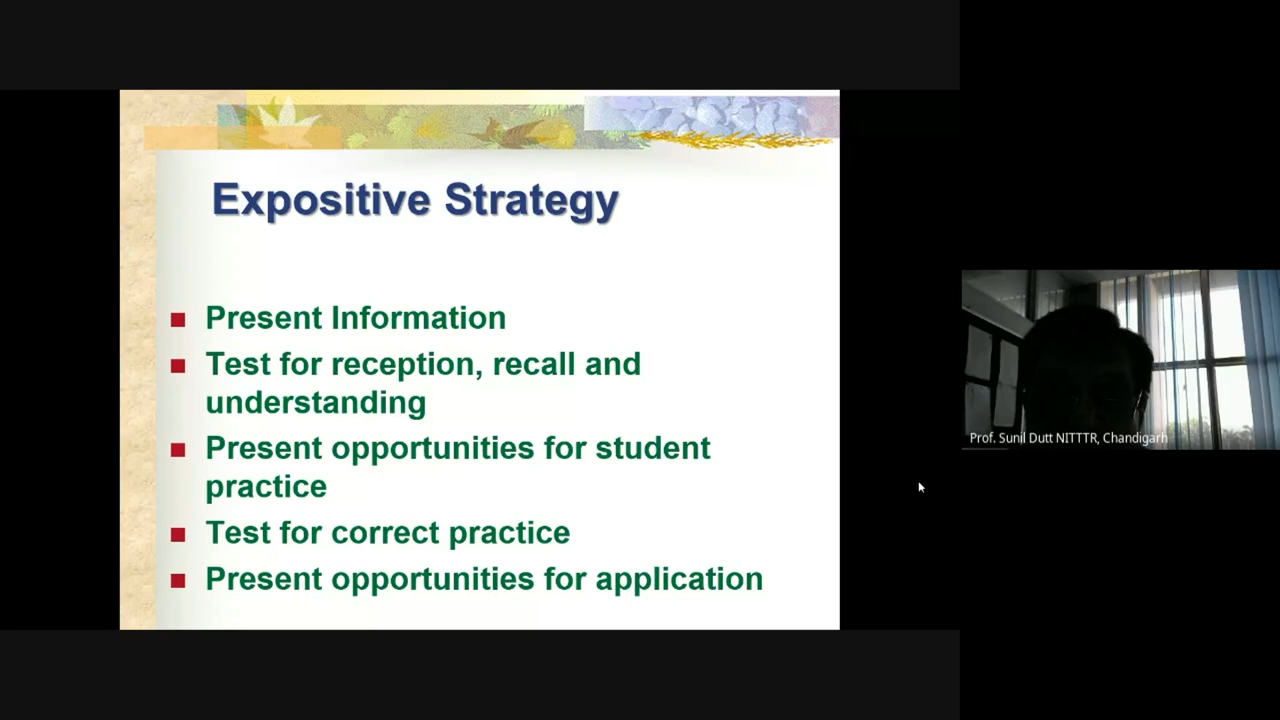 Expositive Strategy
Present Information
Test for reception, recall and
understanding
Present opportunities for student
practice
Test for correct practice
Present opportunities for application
Prof. Sunil Dutt NITTTR, Chandigarh